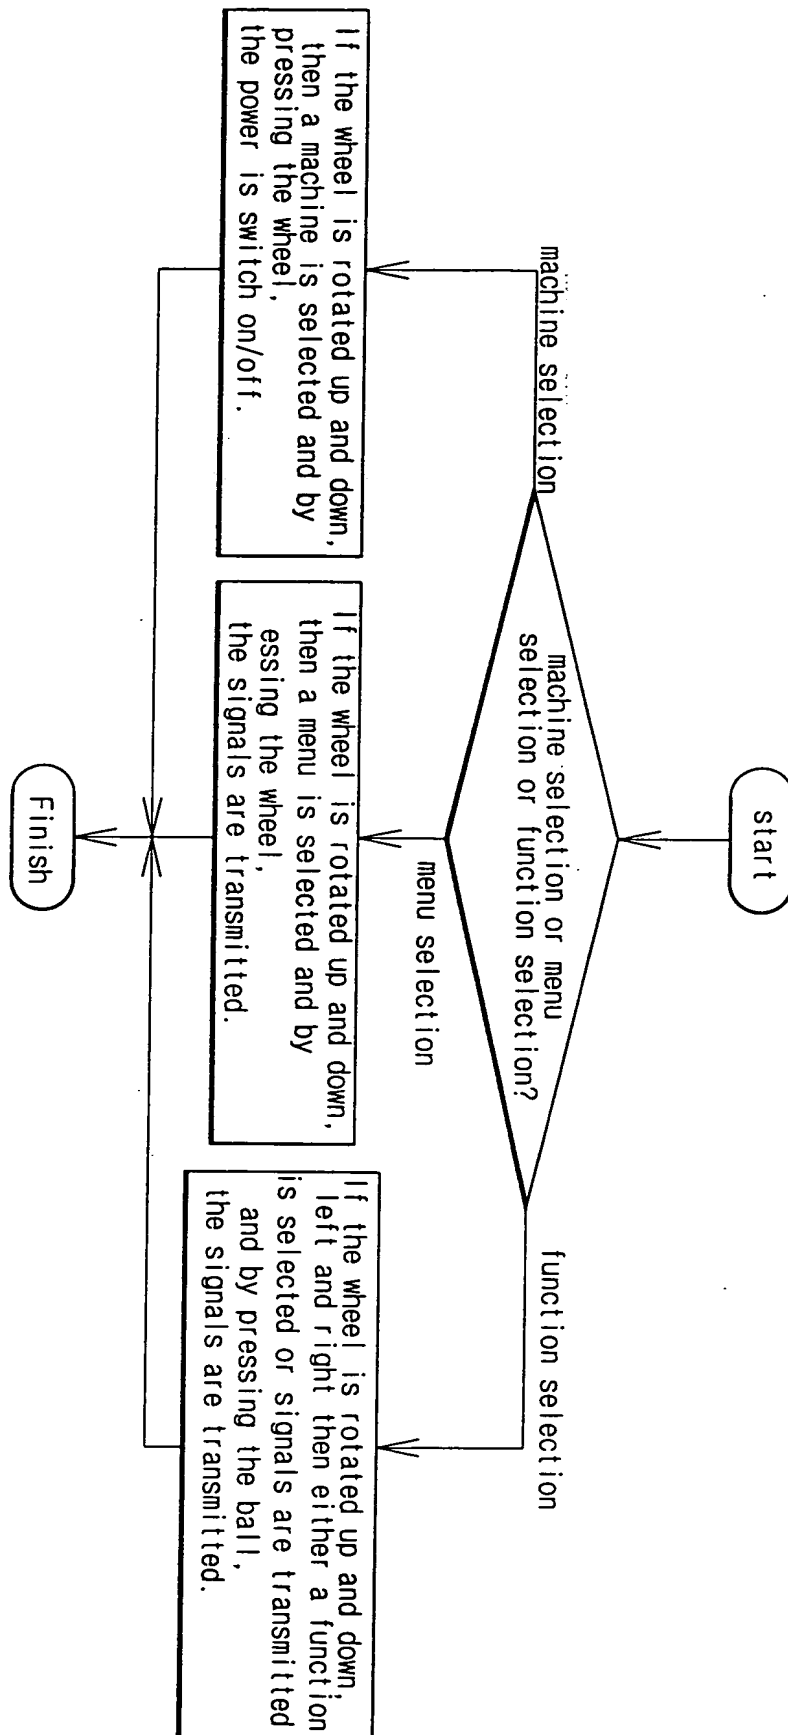 start
machine selection or menu
selection or function selection?
machine selection
menu selection
function selection
If the wheel is rotated up and down,
then a machine is selected and by
pressing the wheel,
the power is switch on/off.
If the wheel is rotated up and down,
then a menu is selected and by
essing the wheel,
the signals are transmitted.
If the wheel is rotated up and down,
left and right then either a function
is selected or signals are transmitted
and by pressing the ball,
the signals are transmitted.
Finish